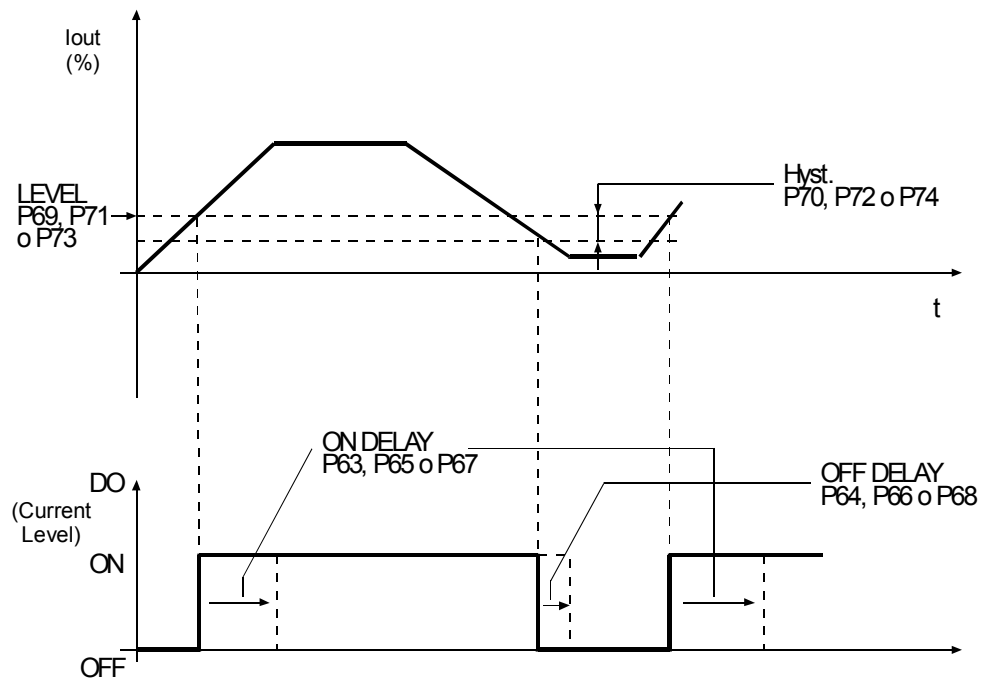 Iout
(%)
LEVEL
P69, P71
o P73
Hyst.
P70, P72 o P74
t
ON DELAY
P63, P65 o P67
OFF DELAY
P64, P66 o P68
DO
(Current
Level)
ON
OFF